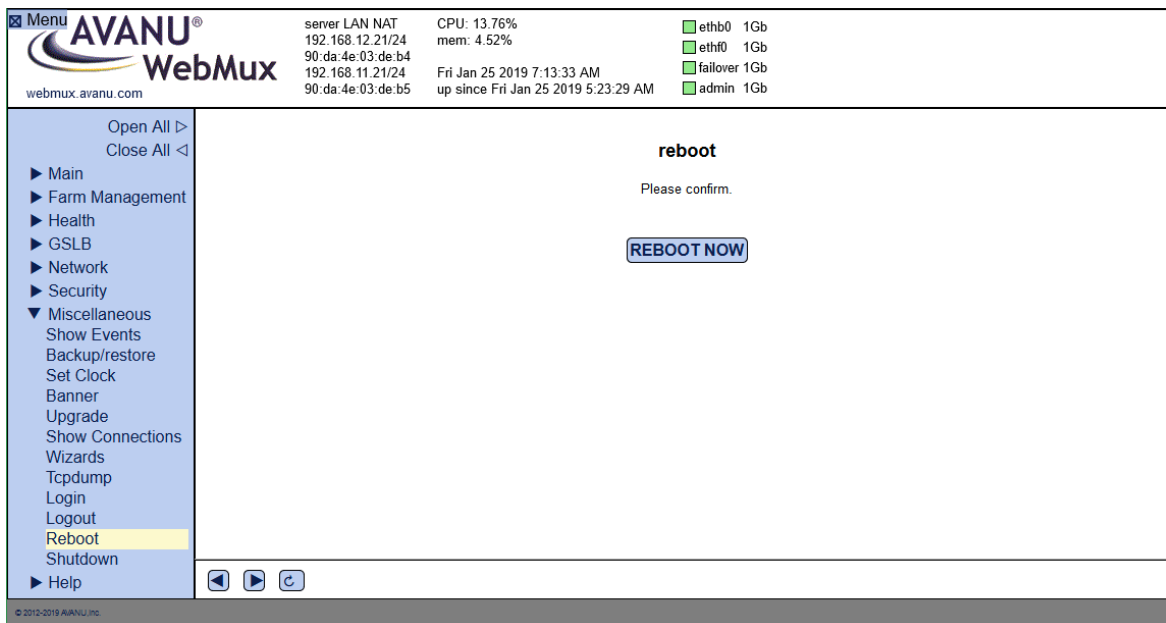 Menu
AVANU®
WebMux
webmux.avanu.com
server LAN NAT
192.168.12.21/24
90:da:4e:03:de:b4
192.168.11.21/24
90:da:4e:03:de:b5
CPU: 13.76%
mem: 4.52%
Fri Jan 25 2019 7:13:33 AM
up since Fri Jan 25 2019 5:23:29 AM
ethb0 1Gb
ethf0 1Gb
failover 1Gb
admin 1Gb
Open All ▷
Close All ◁
▶ Main
▶ Farm Management
▶ Health
▶ GSLB
▶ Network
▶ Security
▼ Miscellaneous
Show Events
Backup/restore
Set Clock
Banner
Upgrade
Show Connections
Wizards
Tcpdump
Login
Logout
Reboot
Shutdown
▶ Help
reboot
Please confirm.
REBOOT NOW
© 2012-2019 AVANU, Inc.